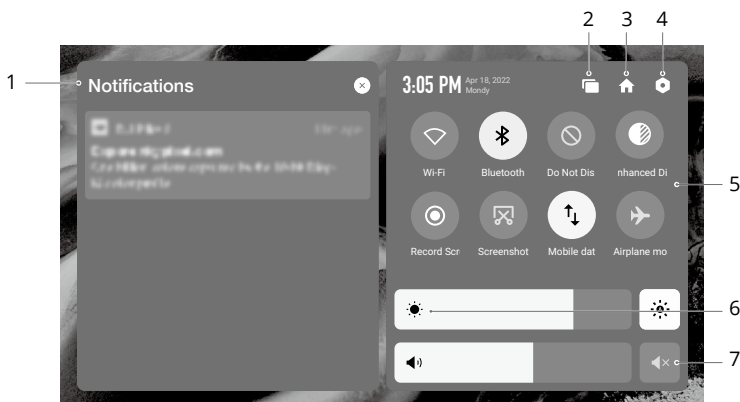 2 3 4
1 Notifications
3:05 PM Apr 18, 2022
Mondy
Wi-Fi Bluetooth Do Not Dis nhanced Di
5
Record Scr Screenshot Mobile dat Airplane mo
6
7